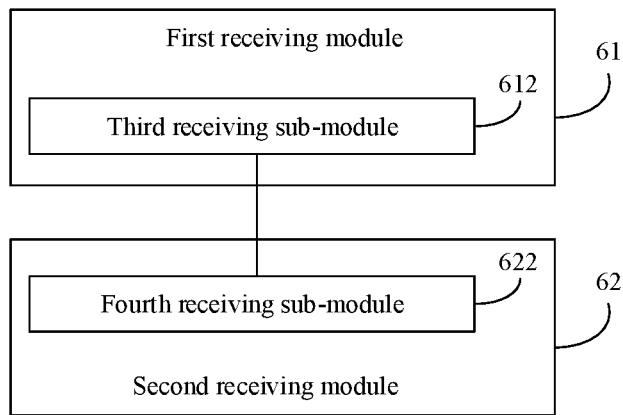 First receiving module
61
612
Third receiving sub-module
622
Fourth receiving sub-module
62
Second receiving module